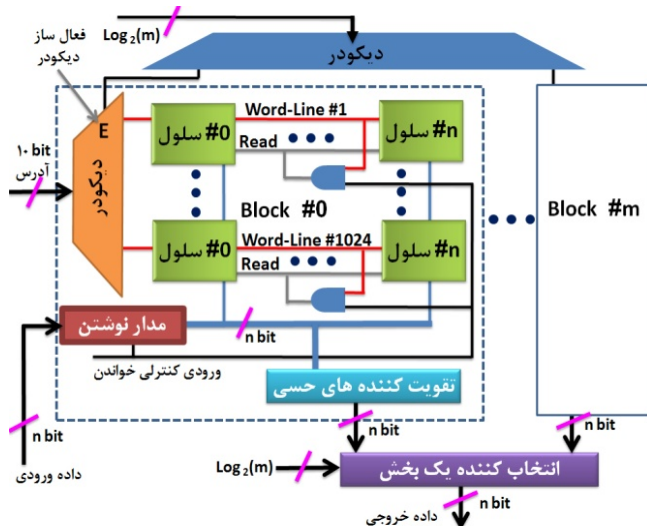 Log₂(m)
دیکودر
فعال ساز
دیکودر
E
دیکودر
۱۰ bit
آدرس
سلول #0
Word-Line #1
Read
سلول #n
Block #0
Block #m
سلول #0
Word-Line #1024
Read
سلول #n
مدار نوشتن
n bit
ورودی کنترلی خواندن
تقویت کننده های حسی
n bit
n bit
n bit
داده ورودی
Log₂(m)
انتخاب کننده یک بخش
n bit
داده خروجی